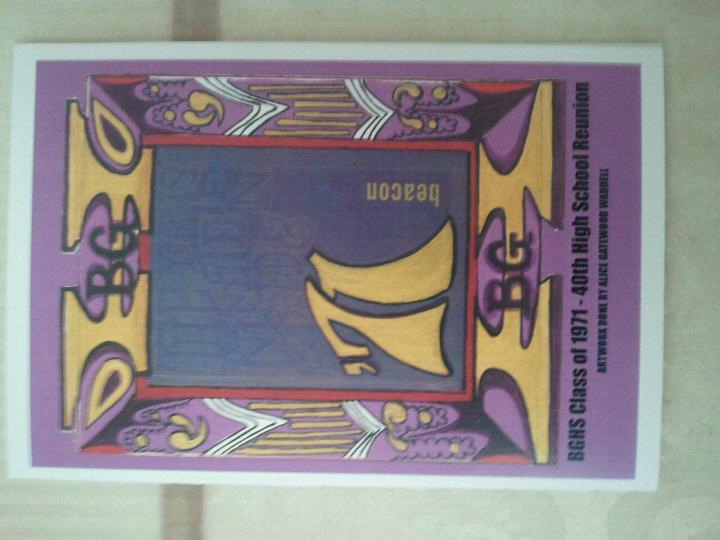 BG
beacon
'71
BG
BGHS Class of 1971 - 40th High School Reunion
ARTWORK DONE BY ALICE GATEWOOD WADDELL